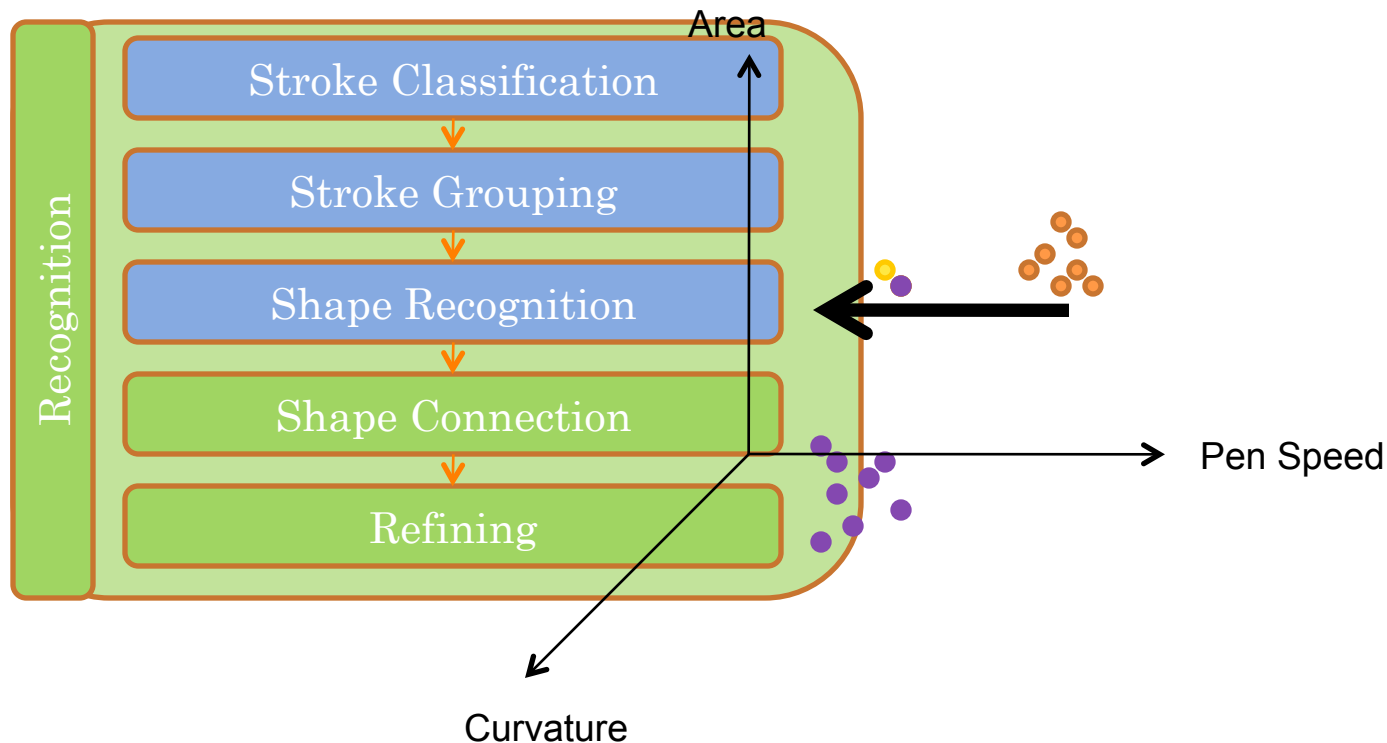 Area
Stroke Classification
Stroke Grouping
Shape Recognition
Shape Connection
Refining
Recognition
Pen Speed
Curvature